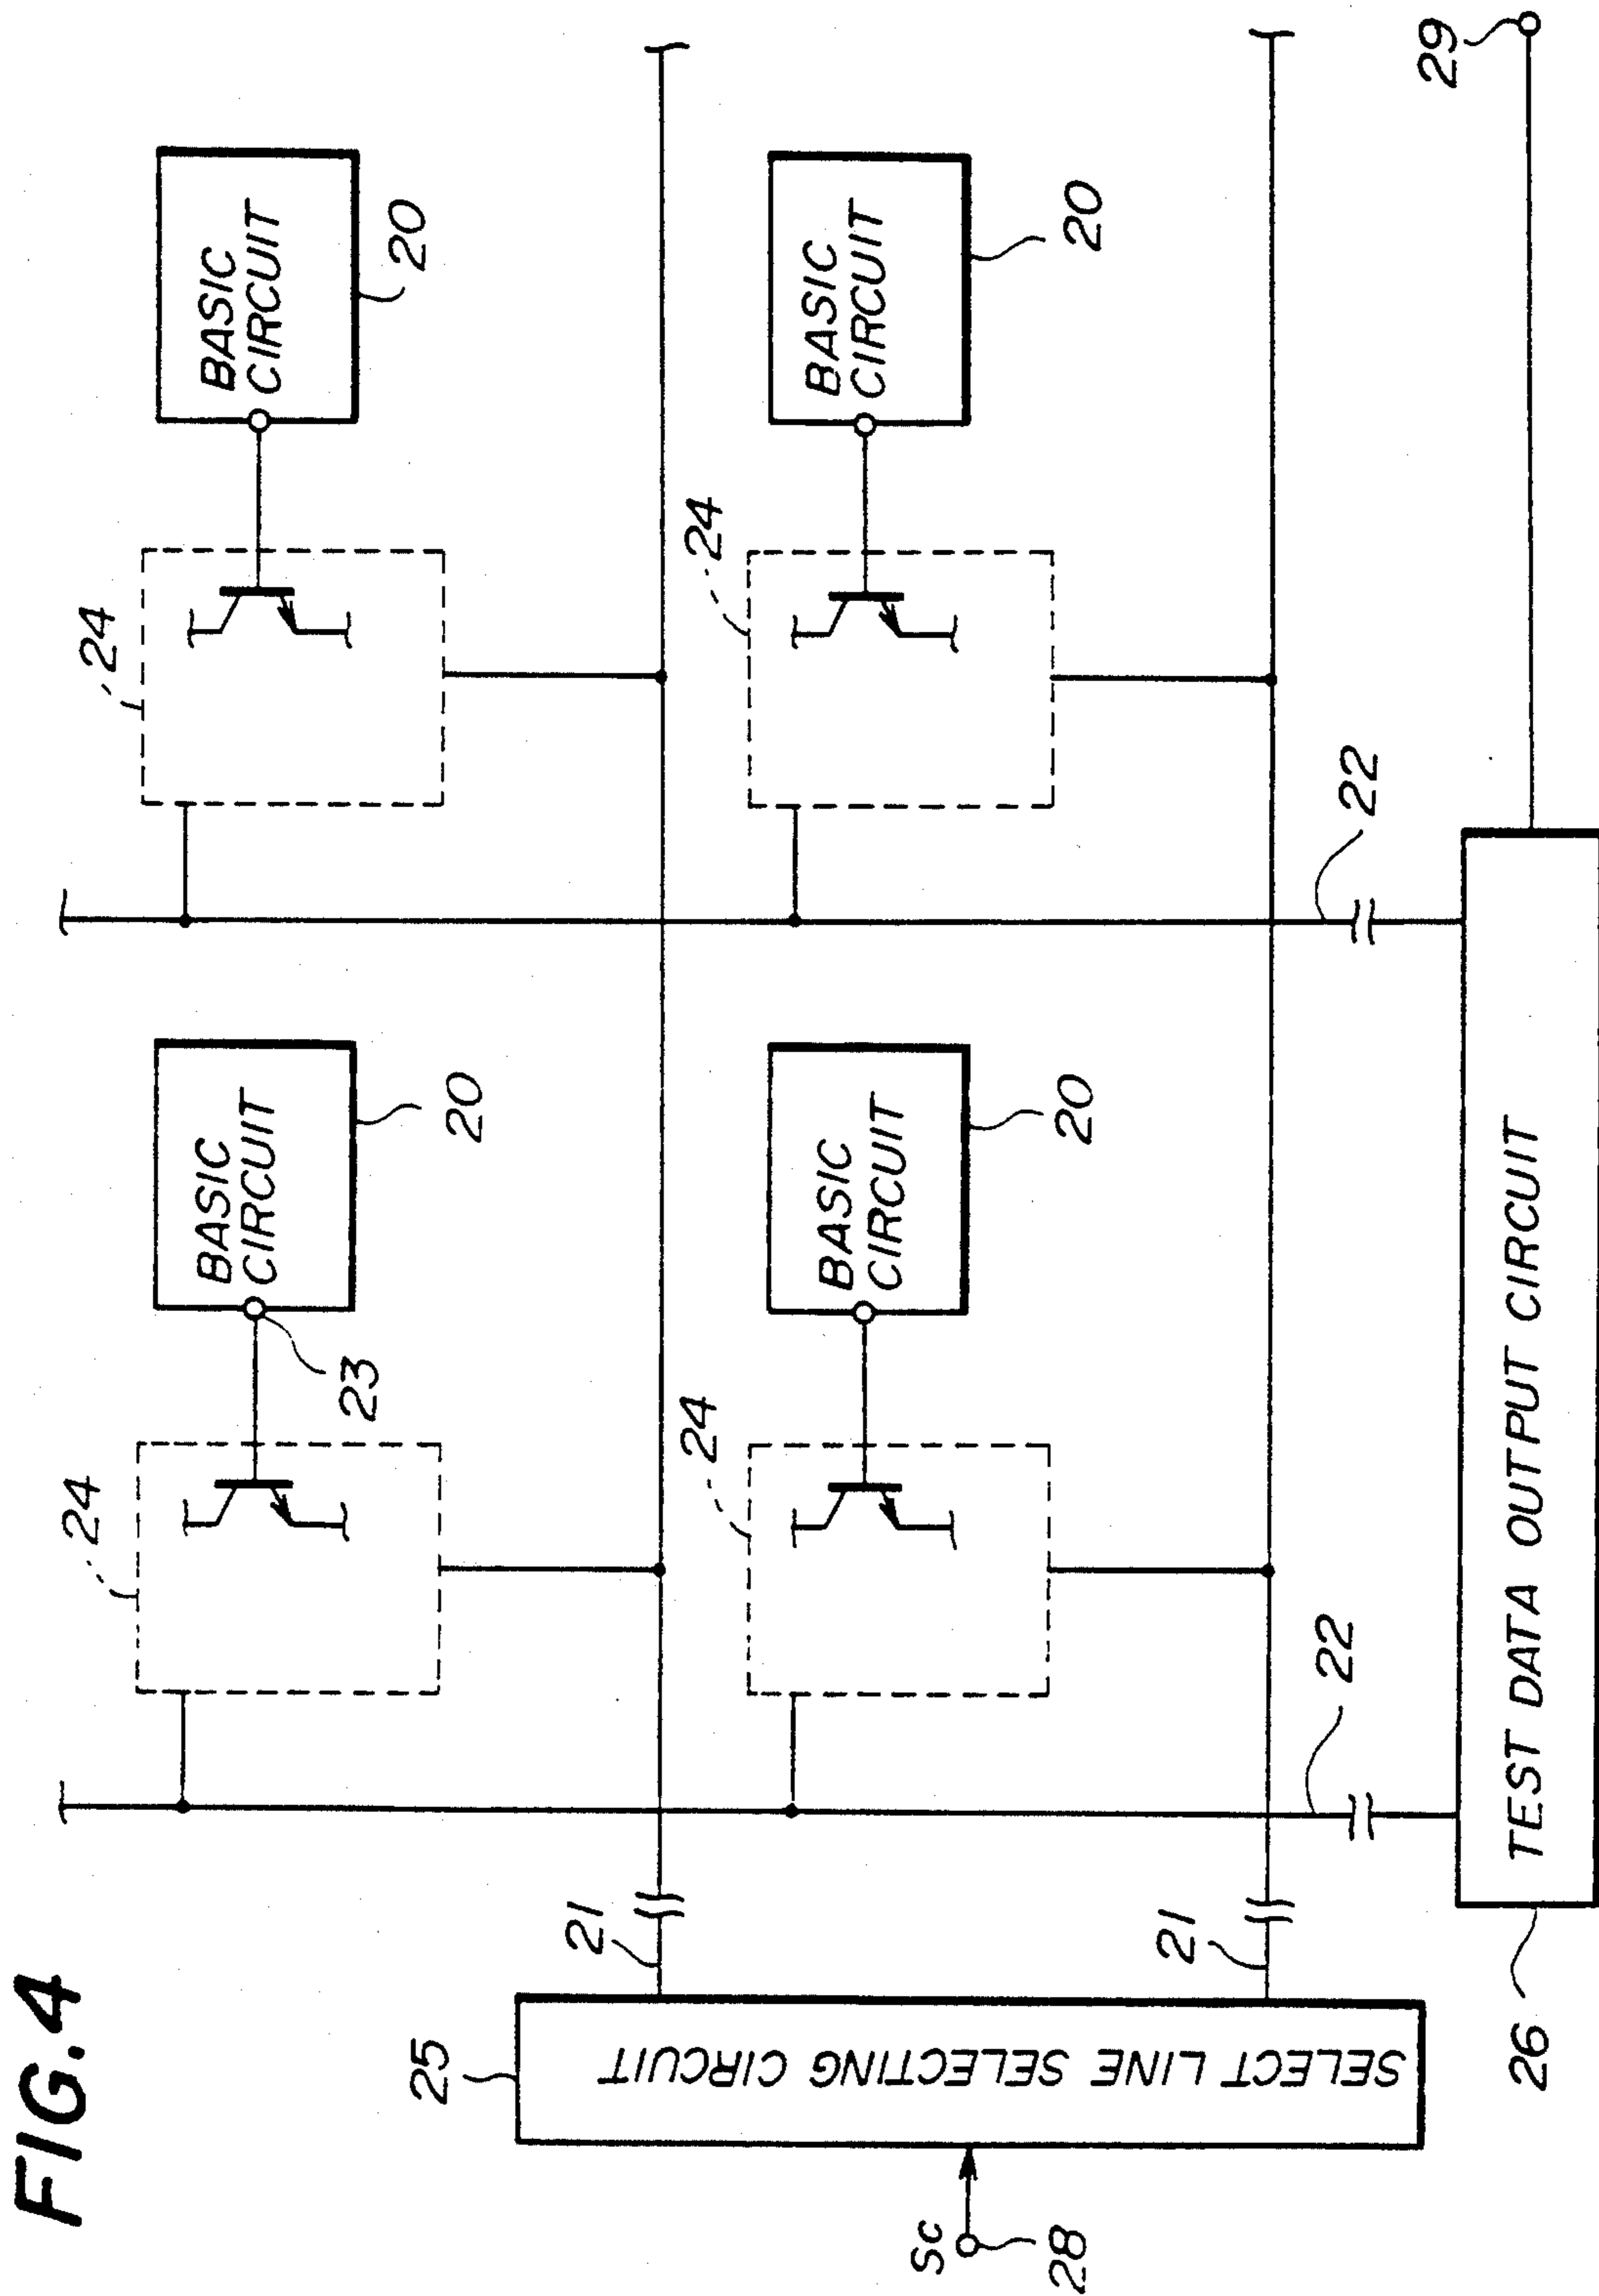 FIG.4
24
BASIC
CIRCUIT
20
23
24
BASIC
CIRCUIT
20
25
SELECT LINE SELECTING CIRCUIT
Sc
28
21
24
BASIC
CIRCUIT
20
24
BASIC
CIRCUIT
20
21
22
22
26
TEST DATA OUTPUT CIRCUIT
29